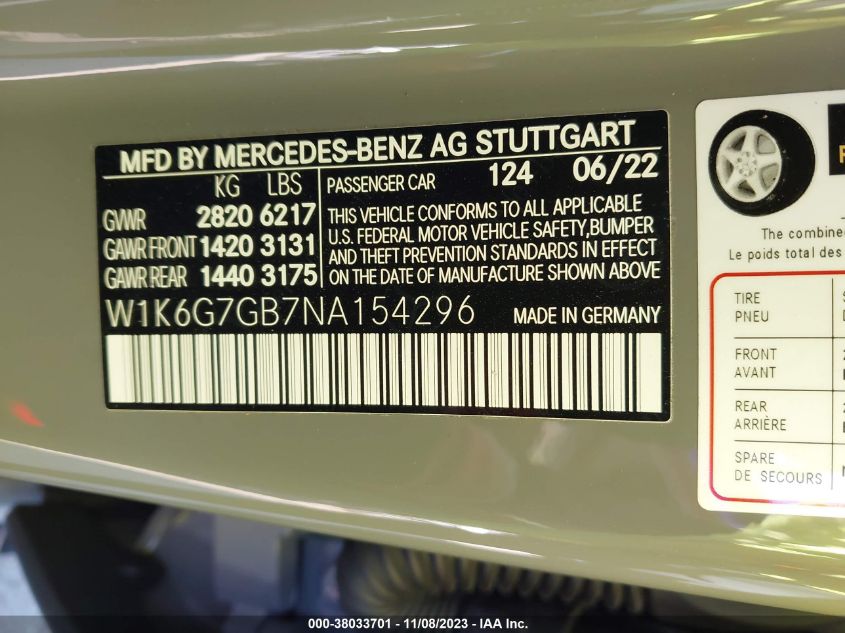 MFD BY MERCEDES-BENZ AG STUTTGART
KG LBS
GVWR 2820 6217
GAWR FRONT 1420 3131
GAWR REAR 1440 3175
PASSENGER CAR 124 06/22
THIS VEHICLE CONFORMS TO ALL APPLICABLE
U.S. FEDERAL MOTOR VEHICLE SAFETY,BUMPER
AND THEFT PREVENTION STANDARDS IN EFFECT
ON THE DATE OF MANUFACTURE SHOWN ABOVE
W1K6G7GB7NA154296 MADE IN GERMANY
The combine
Le poids total des
TIRE
PNEU
FRONT
AVANT
REAR
ARRIÈRE
SPARE
DE SECOURS
000-38033701 - 11/08/2023 - IAA Inc.